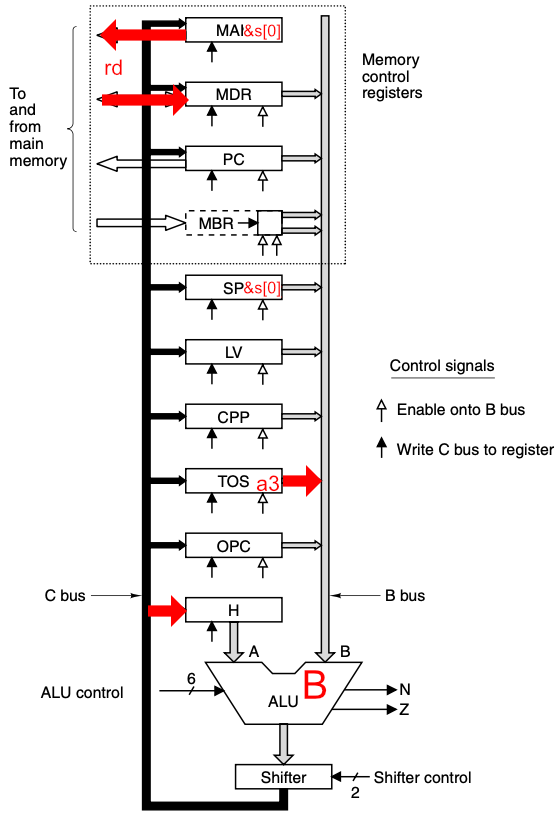 MAR&s[0]
rd
To
and
from
main
memory
Memory
control
registers
MDR
PC
MBR
SP&s[0]
LV
Control signals
Enable onto B bus
CPP
Write C bus to register
TOS a3
OPC
C bus
B bus
H
A
B
6
ALU control
ALU B
N
Z
Shifter
Shifter control
2